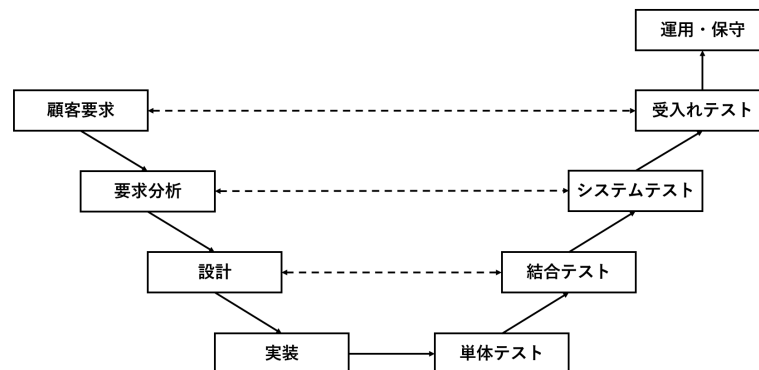 運用・保守
顧客要求
受入れテスト
要求分析
システムテスト
設計
結合テスト
実装
単体テスト